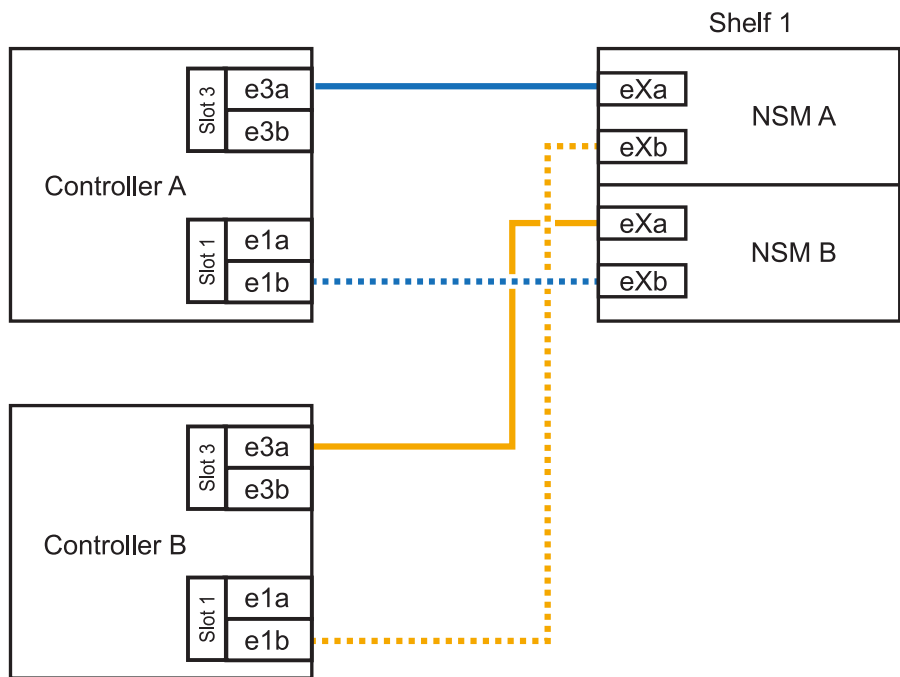 Shelf 1
Controller A
Slot 3
e3a
e3b
Slot 1
e1a
e1b
eXa
eXb
NSM A
eXa
eXb
NSM B
Controller B
Slot 3
e3a
e3b
Slot 1
e1a
e1b